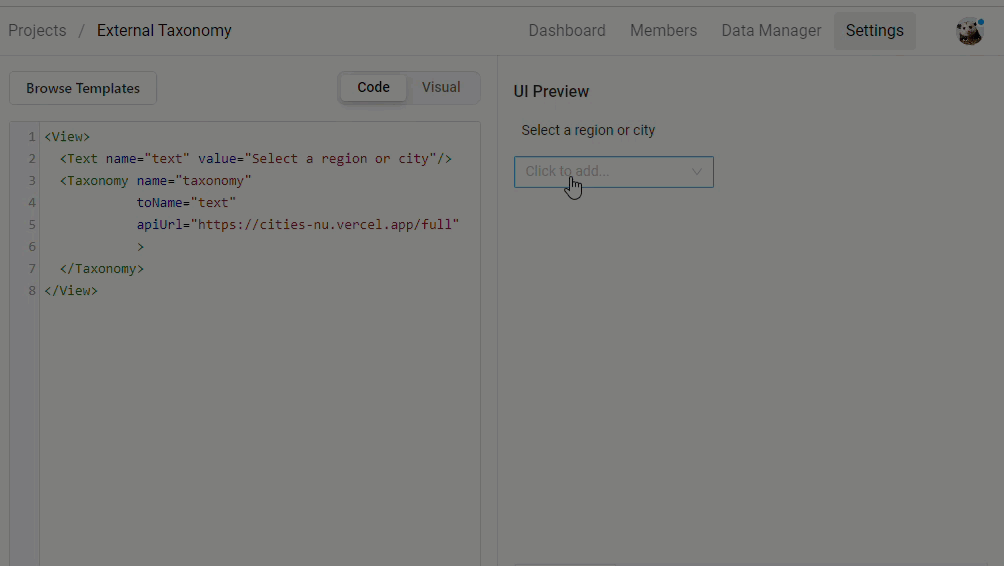 Projects / External Taxonomy
Dashboard Members Data Manager Settings
Browse Templates
Code Visual
1 <View>
2 <Text name="text" value="Select a region or city"/>
3 <Taxonomy name="taxonomy"
4 toName="text"
5 apiUrl="https://cities-nu.vercel.app/full"
6 >
7 </Taxonomy>
8 </View>
UI Preview
Select a region or city
Click to add...